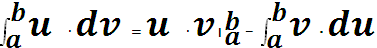 ∫ₐᵇ u · dv = u · v |ₐᵇ − ∫ₐᵇ v · du